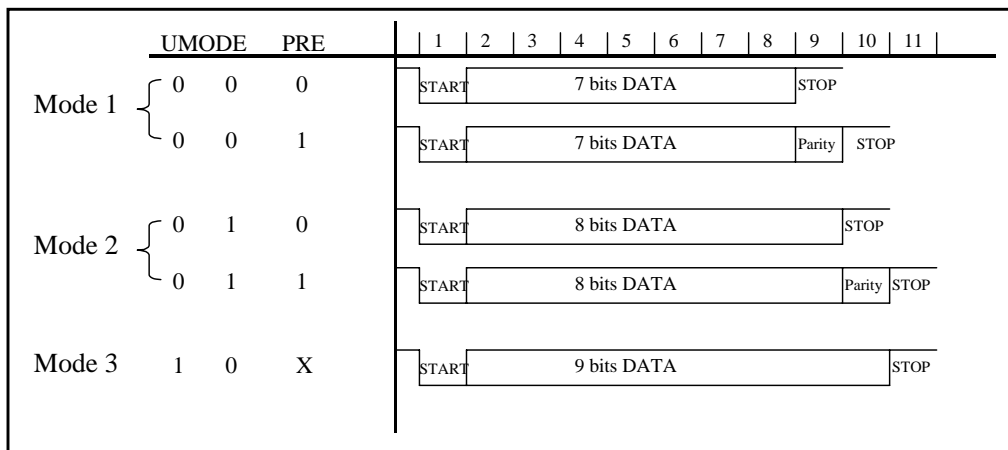 UMODE PRE 1 2 3 4 5 6 7 8 9 10 11
Mode 1
0 0 0 START 7 bits DATA STOP
0 0 1 START 7 bits DATA Parity STOP
Mode 2
0 1 0 START 8 bits DATA STOP
0 1 1 START 8 bits DATA Parity STOP
Mode 3 1 0 X START 9 bits DATA STOP